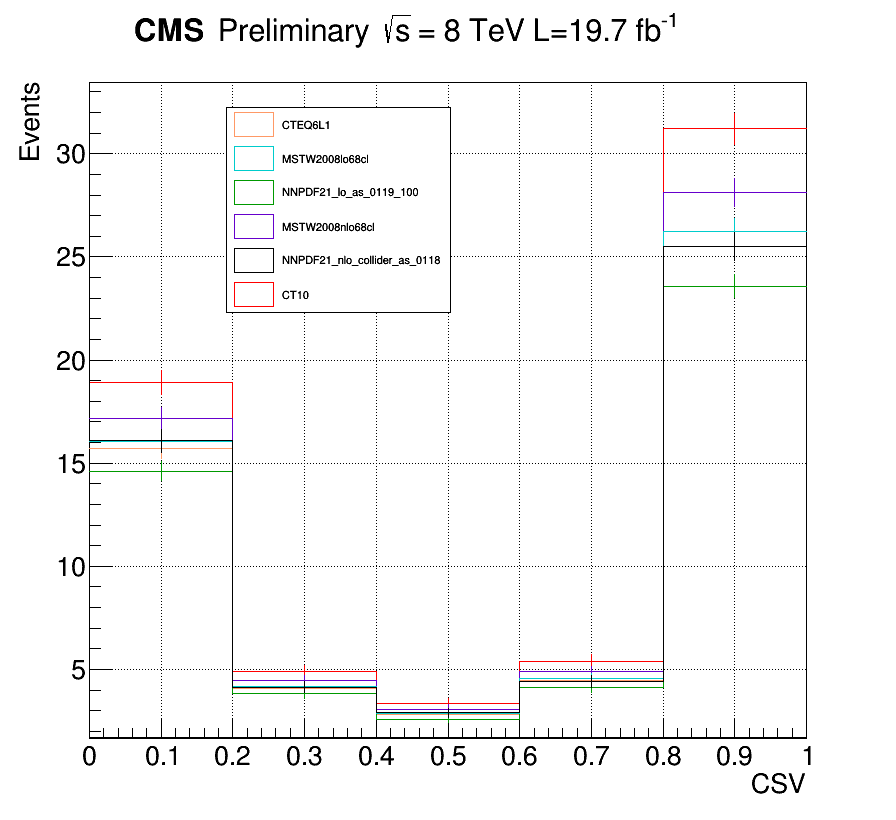 CMS Preliminary √s = 8 TeV L=19.7 fb⁻¹
Events
CTEQ6L1
MSTW2008lo68cl
NNPDF21_lo_as_0119_100
MSTW2008nlo68cl
NNPDF21_nlo_collider_as_0118
CT10
30
25
20
15
10
5
0 0.1 0.2 0.3 0.4 0.5 0.6 0.7 0.8 0.9 1
CSV